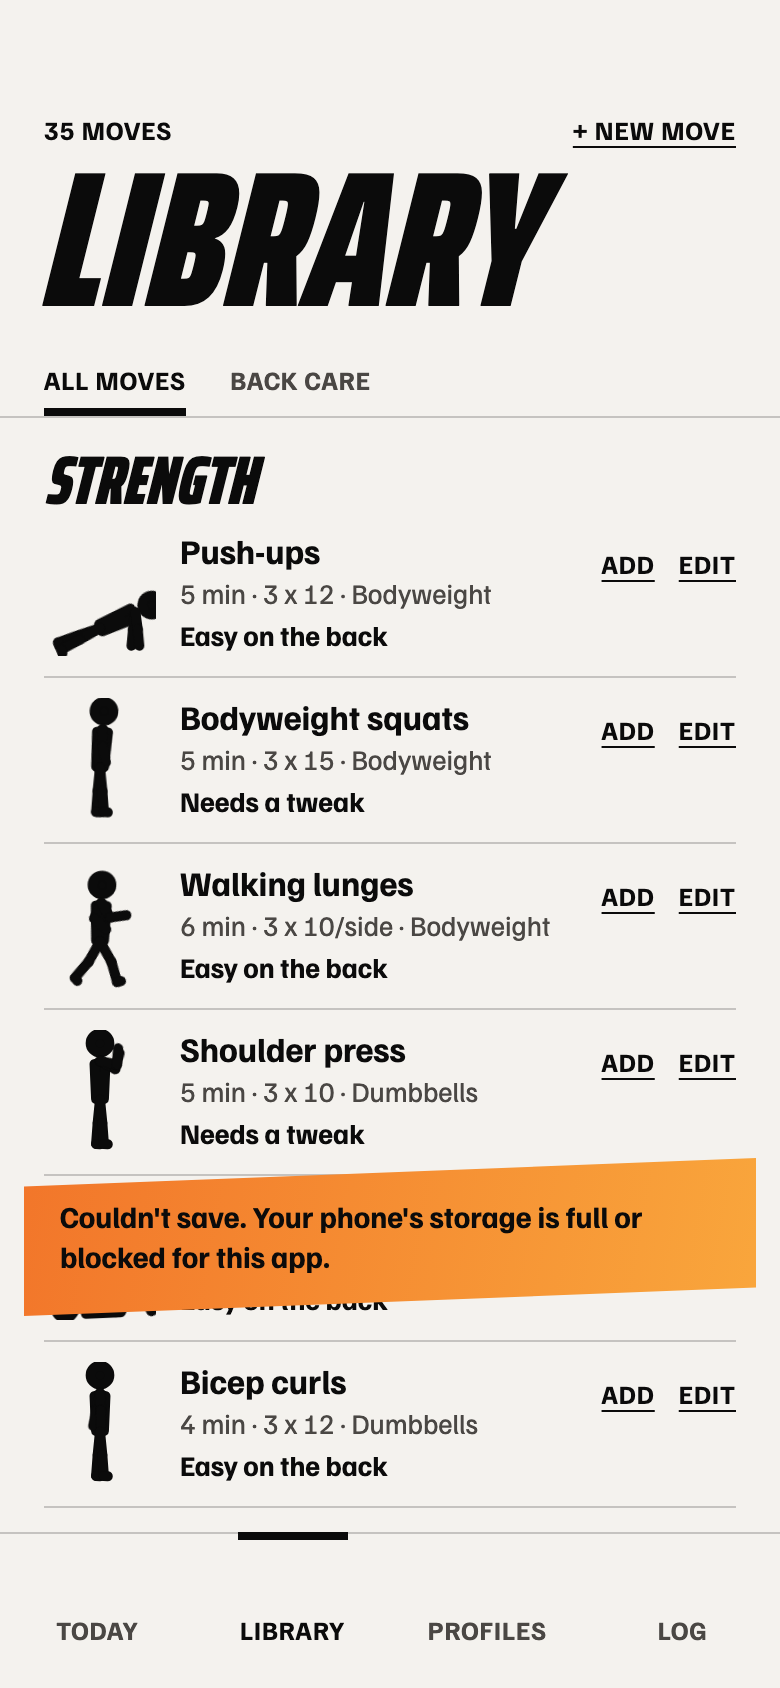 35 MOVES
+ NEW MOVE
LIBRARY
ALL MOVES
BACK CARE
STRENGTH
Push-ups
ADD EDIT
5 min · 3 x 12 · Bodyweight
Easy on the back
Bodyweight squats
ADD EDIT
5 min · 3 x 15 · Bodyweight
Needs a tweak
Walking lunges
ADD EDIT
6 min · 3 x 10/side · Bodyweight
Easy on the back
Shoulder press
ADD EDIT
5 min · 3 x 10 · Dumbbells
Needs a tweak
Couldn't save. Your phone's storage is full or
blocked for this app.
Easy on the back
Bicep curls
ADD EDIT
4 min · 3 x 12 · Dumbbells
Easy on the back
TODAY
LIBRARY
PROFILES
LOG